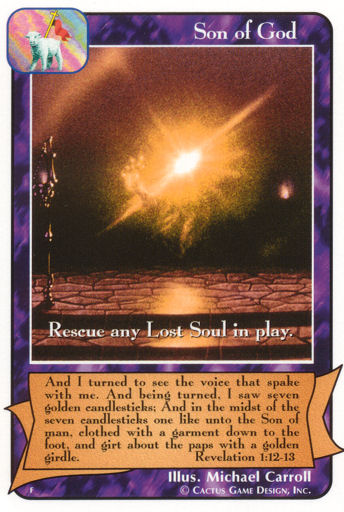 Son of God
Rescue any Lost Soul in play.
And I turned to see the voice that spake
with me. And being turned, I saw seven
golden candlesticks; And in the midst of the
seven candlesticks one like unto the Son of
man, clothed with a garment down to the
foot, and girt about the paps with a golden
girdle. Revelation 1:12-13
Illus. Michael Carroll
F © Cactus Game Design, Inc.